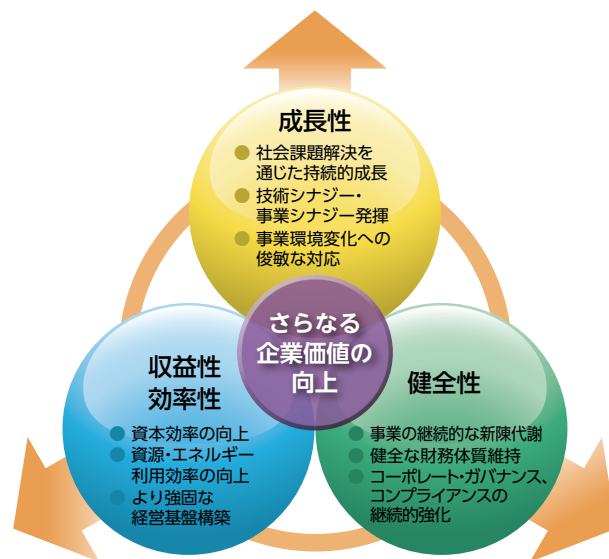 成長性
● 社会課題解決を
通じた持続的成長
● 技術シナジー・
事業シナジー発揮
● 事業環境変化への
俊敏な対応
さらなる
企業価値の
向上
収益性
効率性
● 資本効率の向上
● 資源・エネルギー
利用効率の向上
● より強固な
経営基盤構築
健全性
● 事業の継続的な新陳代謝
● 健全な財務体質維持
● コーポレート・ガバナンス、
コンプライアンスの
継続的強化